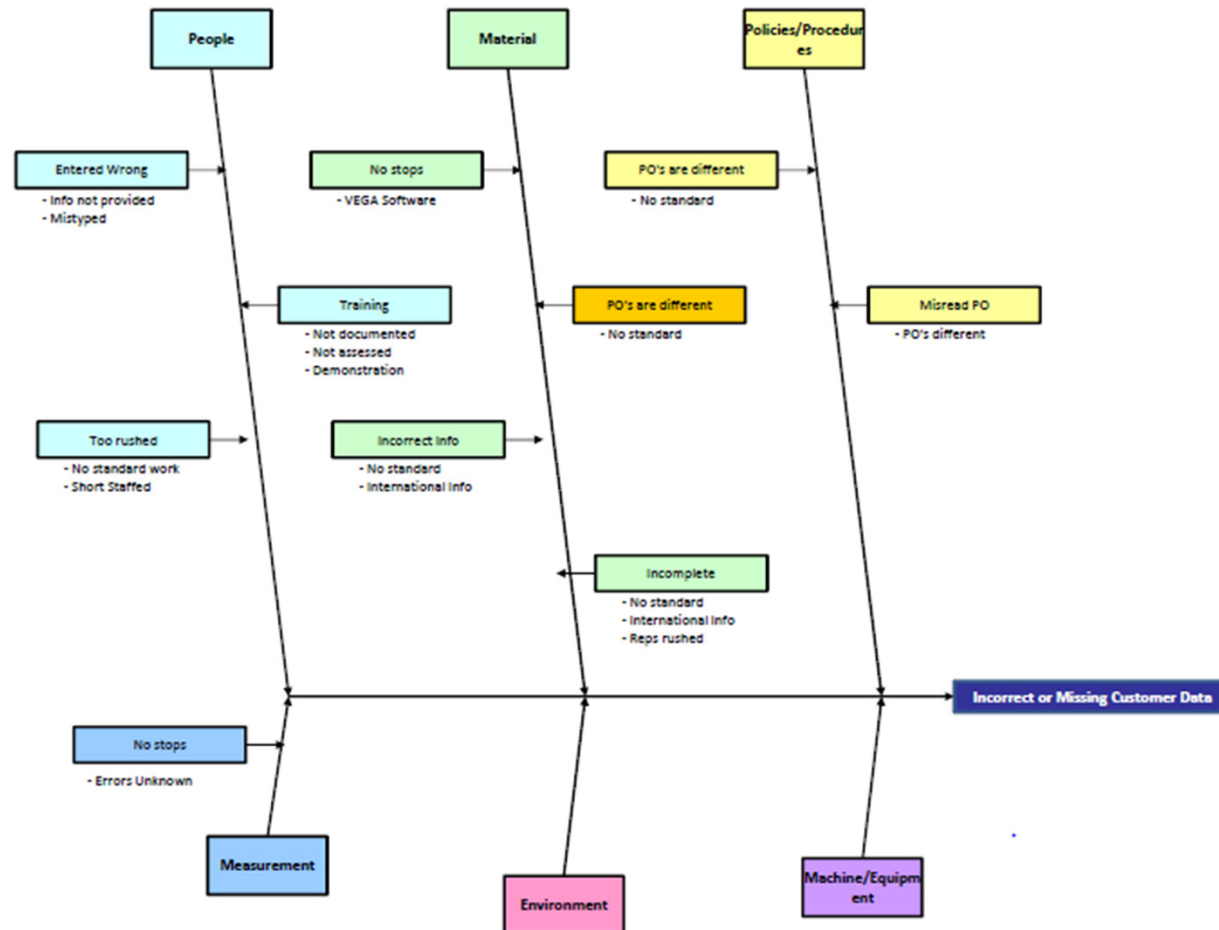 People
Material
Policies/Procedur
es
Entered Wrong
- Info not provided
- Mistyped
No stops
- VEGA Software
PO's are different
- No standard
Training
- Not documented
- Not assessed
- Demonstration
PO's are different
- No standard
Misread PO
- PO's different
Too rushed
- No standard work
- Short Staffed
Incorrect Info
- No standard
- International Info
Incomplete
- No standard
- International Info
- Reps rushed
Incorrect or Missing Customer Data
No stops
- Errors Unknown
Measurement
Environment
Machine/Equipm
ent